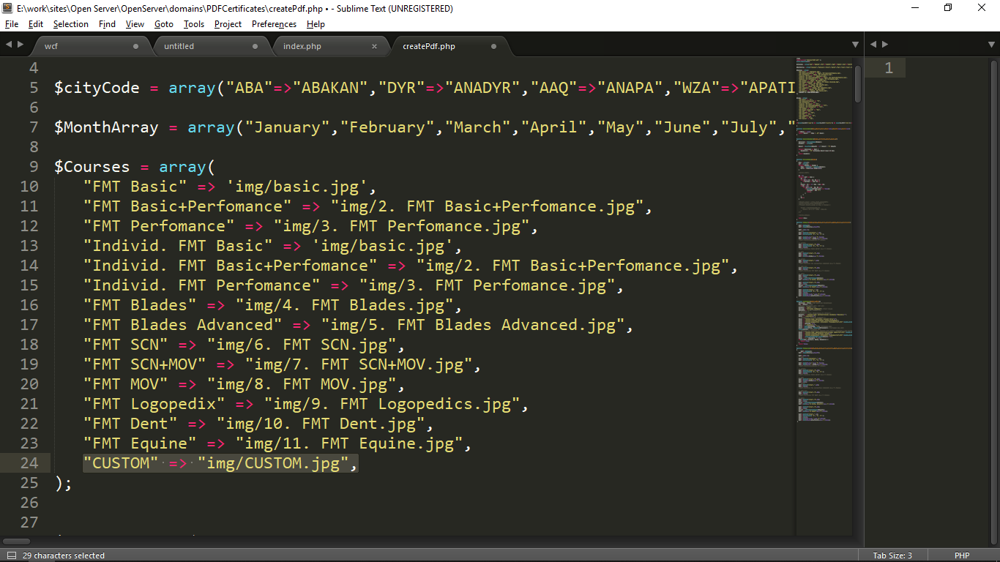 E:\work\sites\Open Server\OpenServer\domains\PDFCertificates\createPdf.php • - Sublime Text (UNREGISTERED)
File Edit Selection Find View Goto Tools Project Preferences Help
wcf untitled index.php createPdf.php
4
5 $cityCode = array("ABA"=>"ABAKAN","DYR"=>"ANADYR","AAQ"=>"ANAPA","WZA"=>"APATI
6
7 $MonthArray = array("January","February","March","April","May","June","July","
8
9 $Courses = array(
10 "FMT Basic" => 'img/basic.jpg',
11 "FMT Basic+Perfomance" => "img/2. FMT Basic+Perfomance.jpg",
12 "FMT Perfomance" => "img/3. FMT Perfomance.jpg",
13 "Individ. FMT Basic" => 'img/basic.jpg',
14 "Individ. FMT Basic+Perfomance" => "img/2. FMT Basic+Perfomance.jpg",
15 "Individ. FMT Perfomance" => "img/3. FMT Perfomance.jpg",
16 "FMT Blades" => "img/4. FMT Blades.jpg",
17 "FMT Blades Advanced" => "img/5. FMT Blades Advanced.jpg",
18 "FMT SCN" => "img/6. FMT SCN.jpg",
19 "FMT SCN+MOV" => "img/7. FMT SCN+MOV.jpg",
20 "FMT MOV" => "img/8. FMT MOV.jpg",
21 "FMT Logopedix" => "img/9. FMT Logopedics.jpg",
22 "FMT Dent" => "img/10. FMT Dent.jpg",
23 "FMT Equine" => "img/11. FMT Equine.jpg",
24 "CUSTOM" => "img/CUSTOM.jpg",
25 );
26
27
1
29 characters selected Tab Size: 3 PHP